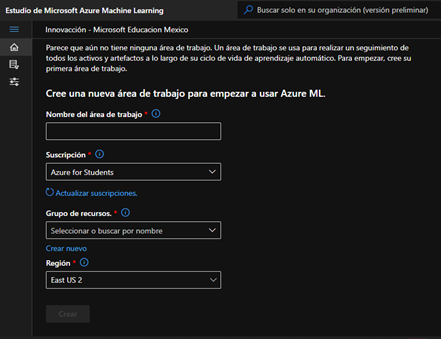 Estudio de Microsoft Azure Machine Learning
Buscar solo en su organización (versión preliminar)
Innovacción - Microsoft Educacion Mexico
Parece que aún no tiene ninguna área de trabajo. Un área de trabajo se usa para realizar un seguimiento de
todos los activos y artefactos a lo largo de su ciclo de vida de aprendizaje automático. Para empezar, cree su
primera área de trabajo.
Cree una nueva área de trabajo para empezar a usar Azure ML.
Nombre del área de trabajo *
Suscripción *
Azure for Students
Actualizar suscripciones.
Grupo de recursos. *
Seleccionar o buscar por nombre
Crear nuevo
Región *
East US 2
Crear